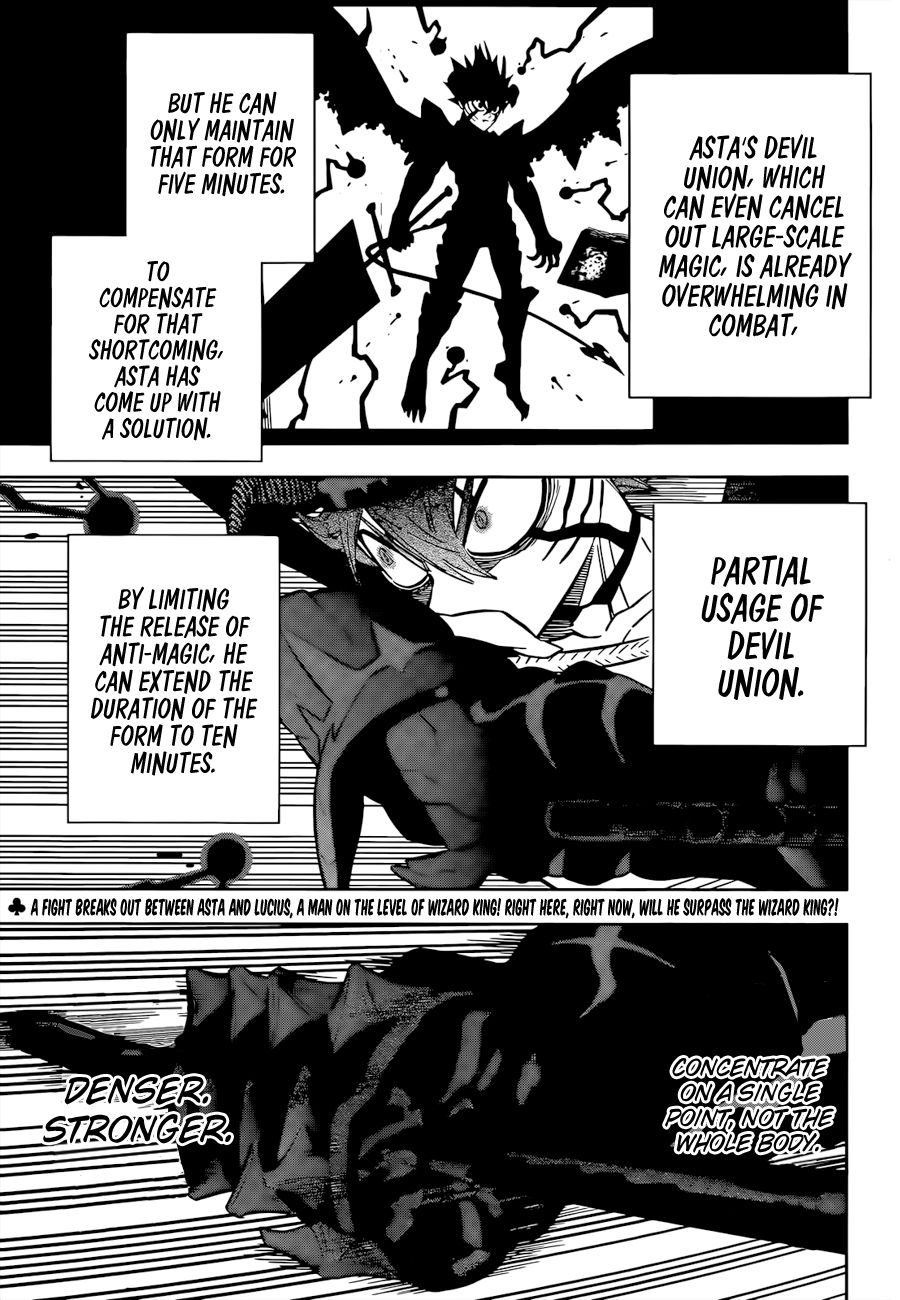 ASTA'S DEVIL
UNION, WHICH
CAN EVEN CANCEL
OUT LARGE-SCALE
MAGIC, IS ALREADY
OVERWHELMING IN
COMBAT,
BUT HE CAN
ONLY MAINTAIN
THAT FORM FOR
FIVE MINUTES.
TO
COMPENSATE
FOR THAT
SHORTCOMING,
ASTA HAS
COME UP WITH
A SOLUTION.
PARTIAL
USAGE OF
DEVIL
UNION.
BY LIMITING
THE RELEASE OF
ANTI-MAGIC, HE
CAN EXTEND THE
DURATION OF THE
FORM TO TEN
MINUTES.
♣ A FIGHT BREAKS OUT BETWEEN ASTA AND LUCIUS, A MAN ON THE LEVEL OF WIZARD KING! RIGHT HERE, RIGHT NOW, WILL HE SURPASS THE WIZARD KING?!
CONCENTRATE
ON A SINGLE
POINT, NOT THE
WHOLE BODY.
DENSER.
STRONGER.